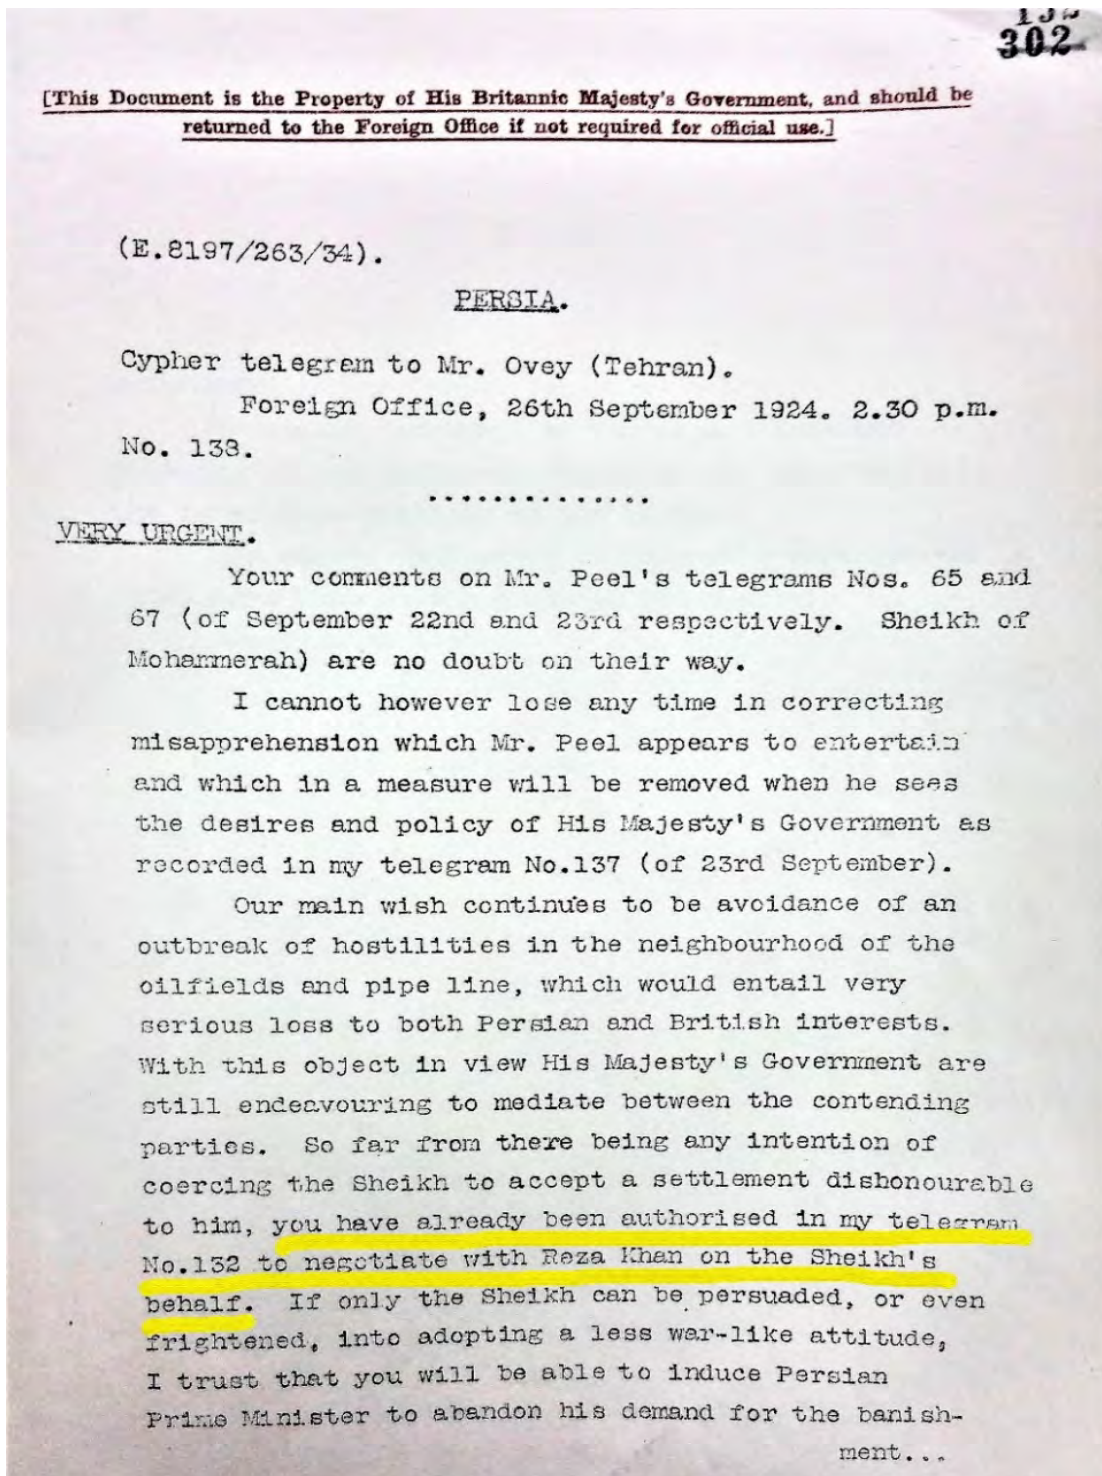 302
[This Document is the Property of His Britannic Majesty's Government, and should be
returned to the Foreign Office if not required for official use.]
(E.8197/263/34).
PERSIA.
Cypher telegram to Mr. Ovey (Tehran).
Foreign Office, 26th September 1924. 2.30 p.m.
No. 138.
..............
VERY URGENT.
Your comments on Mr. Peel's telegrams Nos. 65 and
67 (of September 22nd and 23rd respectively. Sheikh of
Mohammerah) are no doubt on their way.
I cannot however lose any time in correcting
misapprehension which Mr. Peel appears to entertain
and which in a measure will be removed when he sees
the desires and policy of His Majesty's Government as
recorded in my telegram No.137 (of 23rd September).
Our main wish continues to be avoidance of an
outbreak of hostilities in the neighbourhood of the
oilfields and pipe line, which would entail very
serious loss to both Persian and British interests.
With this object in view His Majesty's Government are
still endeavouring to mediate between the contending
parties. So far from there being any intention of
coercing the Sheikh to accept a settlement dishonourable
to him, you have already been authorised in my telegram
No.132 to negotiate with Reza Khan on the Sheikh's
behalf. If only the Sheikh can be persuaded, or even
frightened, into adopting a less war-like attitude,
I trust that you will be able to induce Persian
Prime Minister to abandon his demand for the banish-
ment...